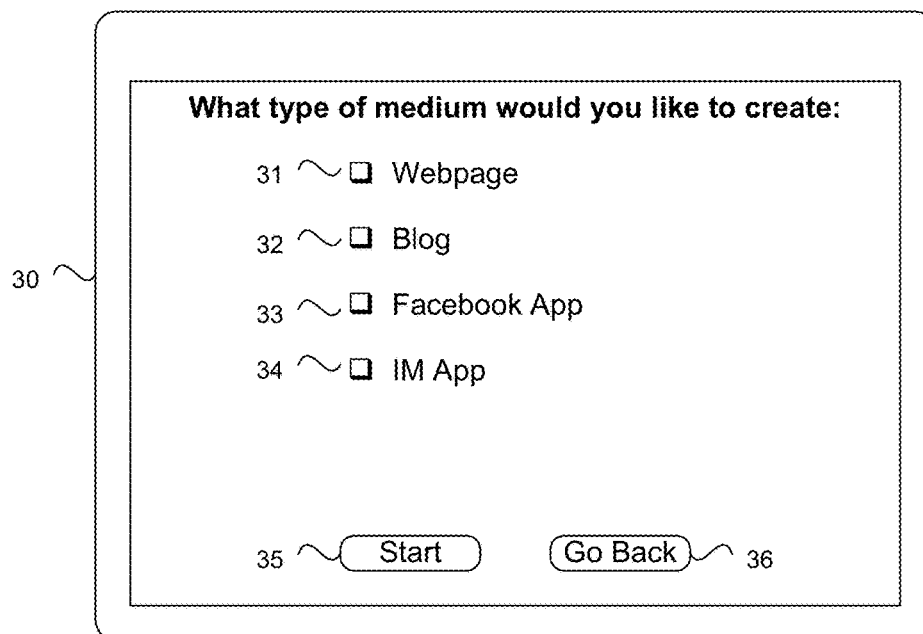 What type of medium would you like to create:
31 Webpage
32 Blog
30
33 Facebook App
34 IM App
35 Start Go Back 36